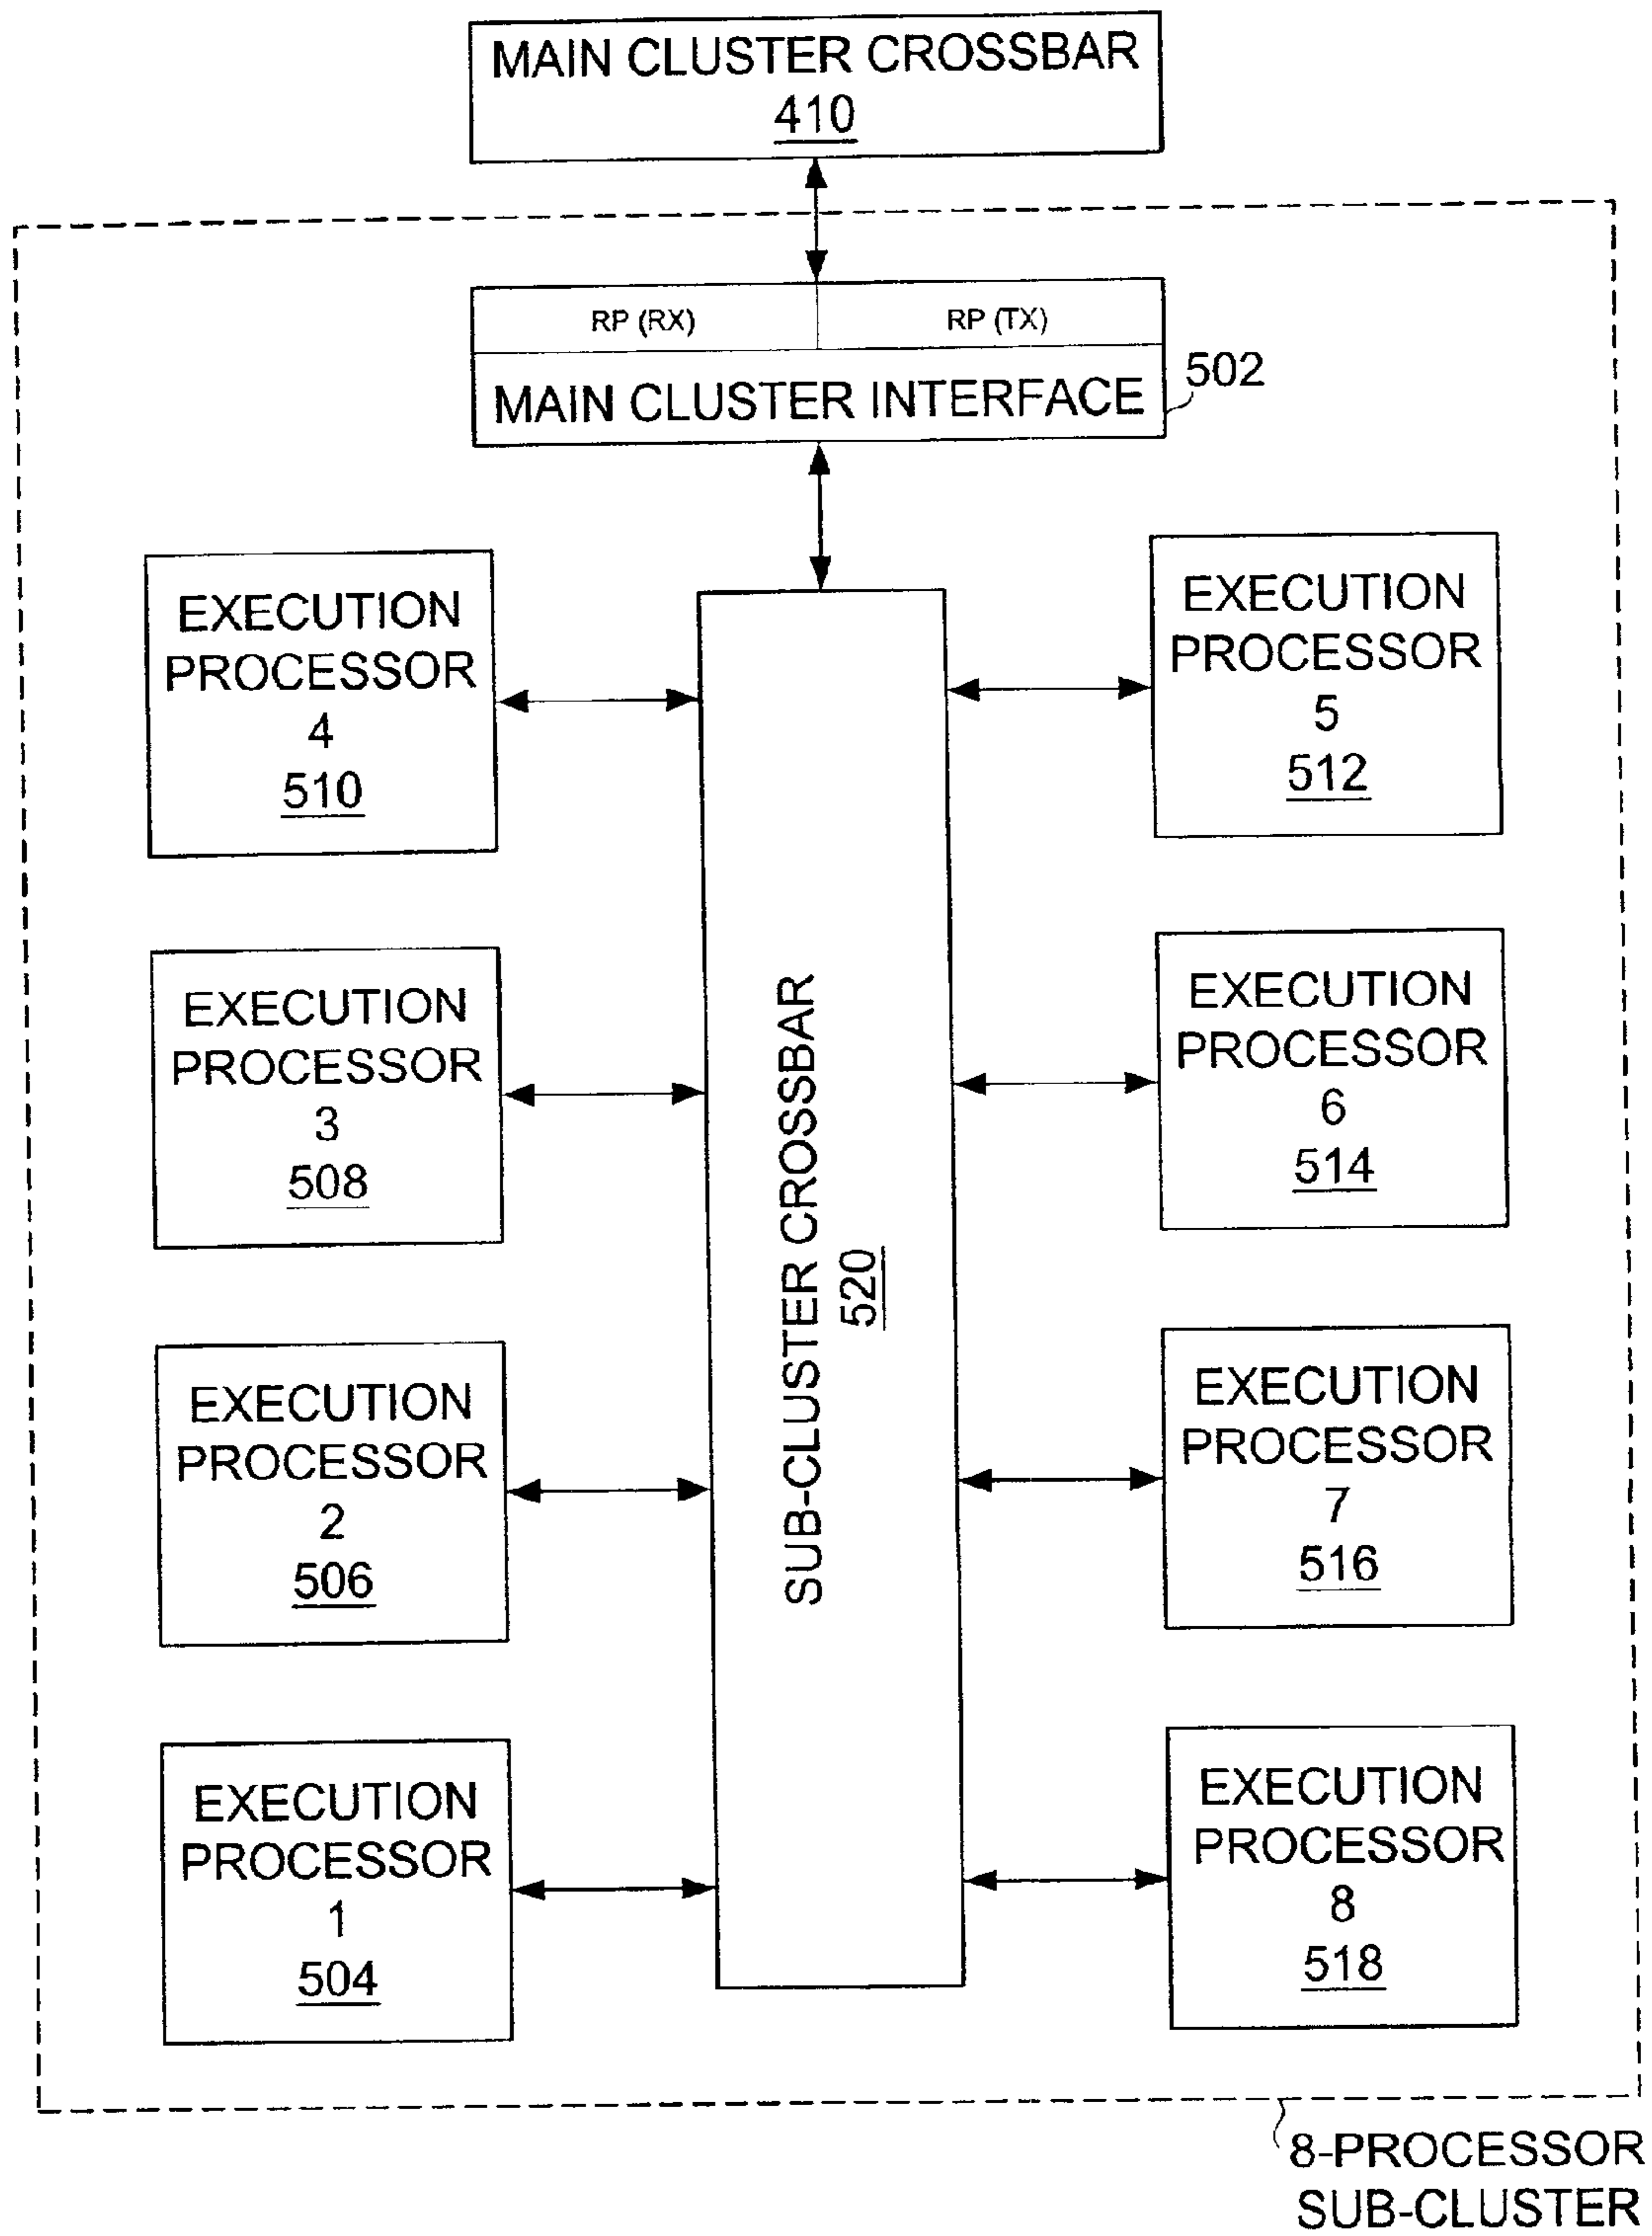 MAIN CLUSTER CROSSBAR
410
RP (RX)
RP (TX)
MAIN CLUSTER INTERFACE
502
EXECUTION
PROCESSOR
4
510
EXECUTION
PROCESSOR
5
512
EXECUTION
PROCESSOR
3
508
EXECUTION
PROCESSOR
6
514
SUB-CLUSTER CROSSBAR
520
EXECUTION
PROCESSOR
2
506
EXECUTION
PROCESSOR
7
516
EXECUTION
PROCESSOR
1
504
EXECUTION
PROCESSOR
8
518
8-PROCESSOR
SUB-CLUSTER